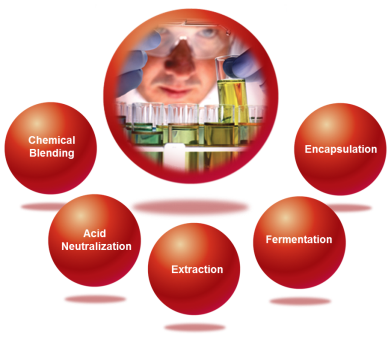 Chemical
Blending
Acid
Neutralization
Extraction
Fermentation
Encapsulation